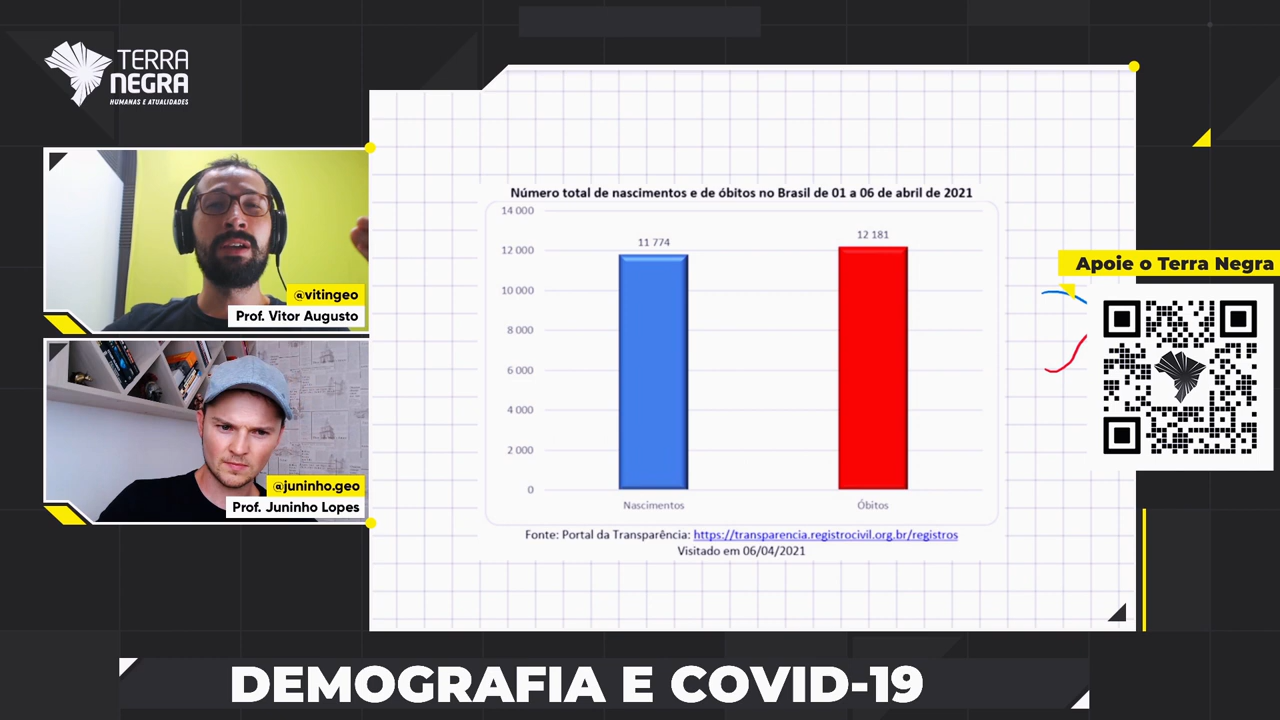 TERRA
NEGRA
HUMANAS E ATUALIDADES
@vitingeo
Prof. Vitor Augusto
@juninho.geo
Prof. Juninho Lopes
Número total de nascimentos e de óbitos no Brasil de 01 a 06 de abril de 2021
14 000
12 000
10 000
8 000
6 000
4 000
2 000
0
11 774
12 181
Nascimentos
Óbitos
Fonte: Portal da Transparência: https://transparencia.registrocivil.org.br/registros
Visitado em 06/04/2021
Apoie o Terra Negra
DEMOGRAFIA E COVID-19